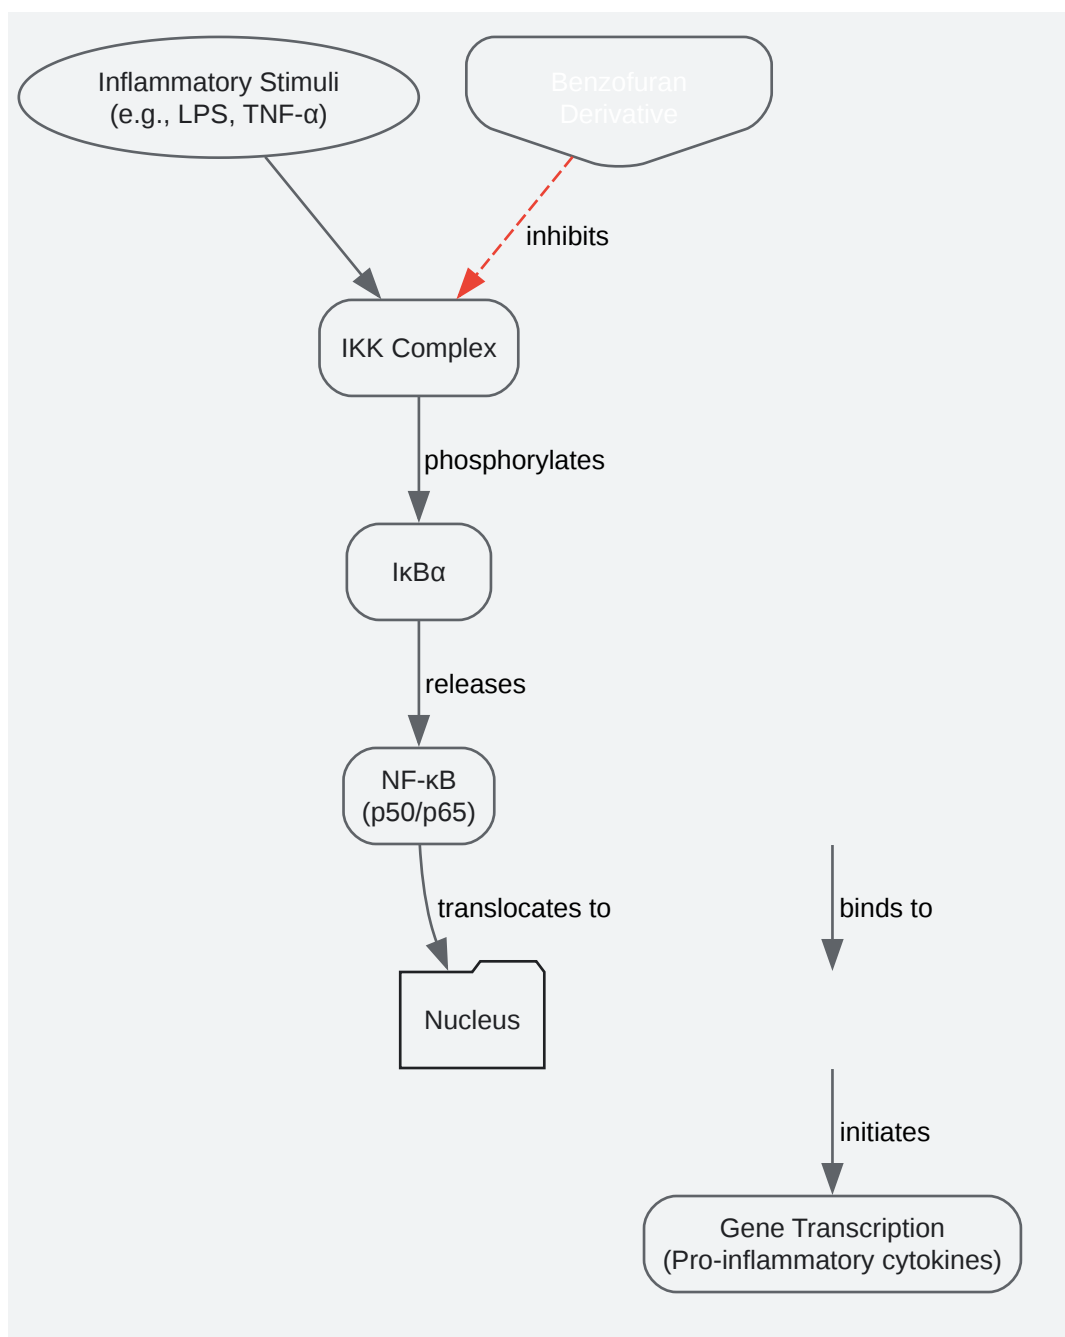 Inflammatory Stimuli
(e.g., LPS, TNF-α)
Benzofuran
Derivative
inhibits
IKK Complex
phosphorylates
IκBα
releases
NF-κB
(p50/p65)
translocates to
binds to
Nucleus
initiates
Gene Transcription
(Pro-inflammatory cytokines)